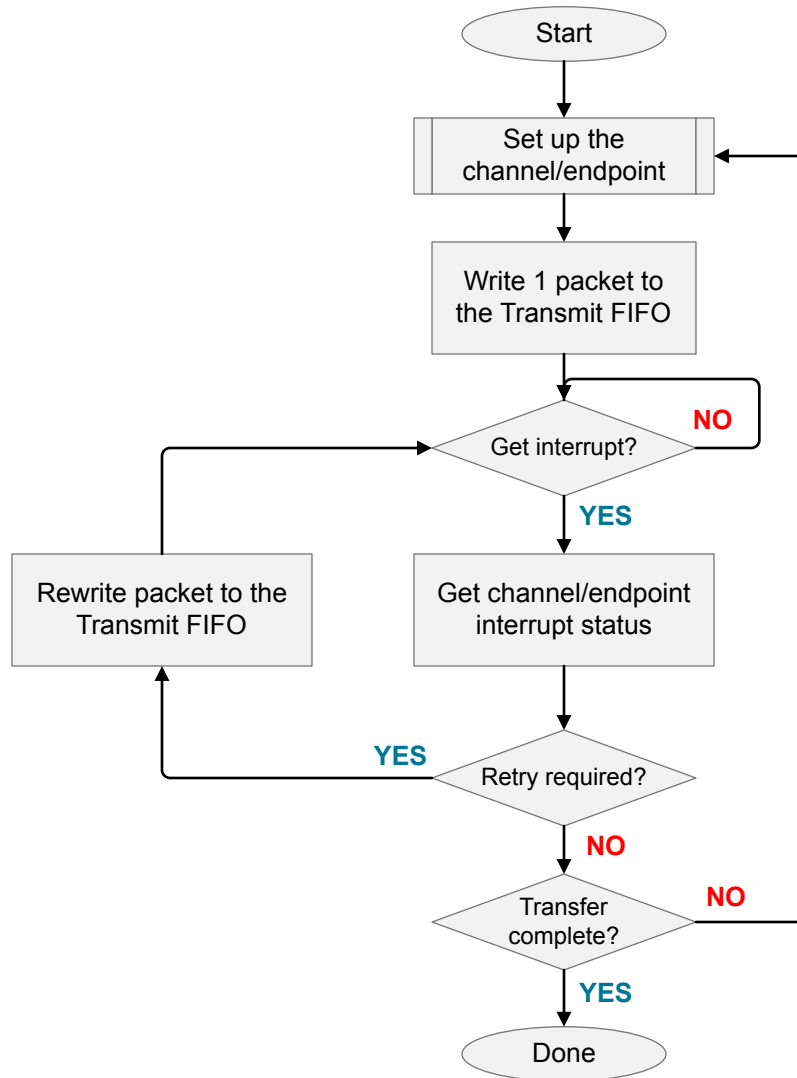 Start
Set up the
channel/endpoint
Write 1 packet to
the Transmit FIFO
NO
Get interrupt?
YES
Rewrite packet to the
Transmit FIFO
Get channel/endpoint
interrupt status
YES
Retry required?
NO
NO
Transfer
complete?
YES
Done